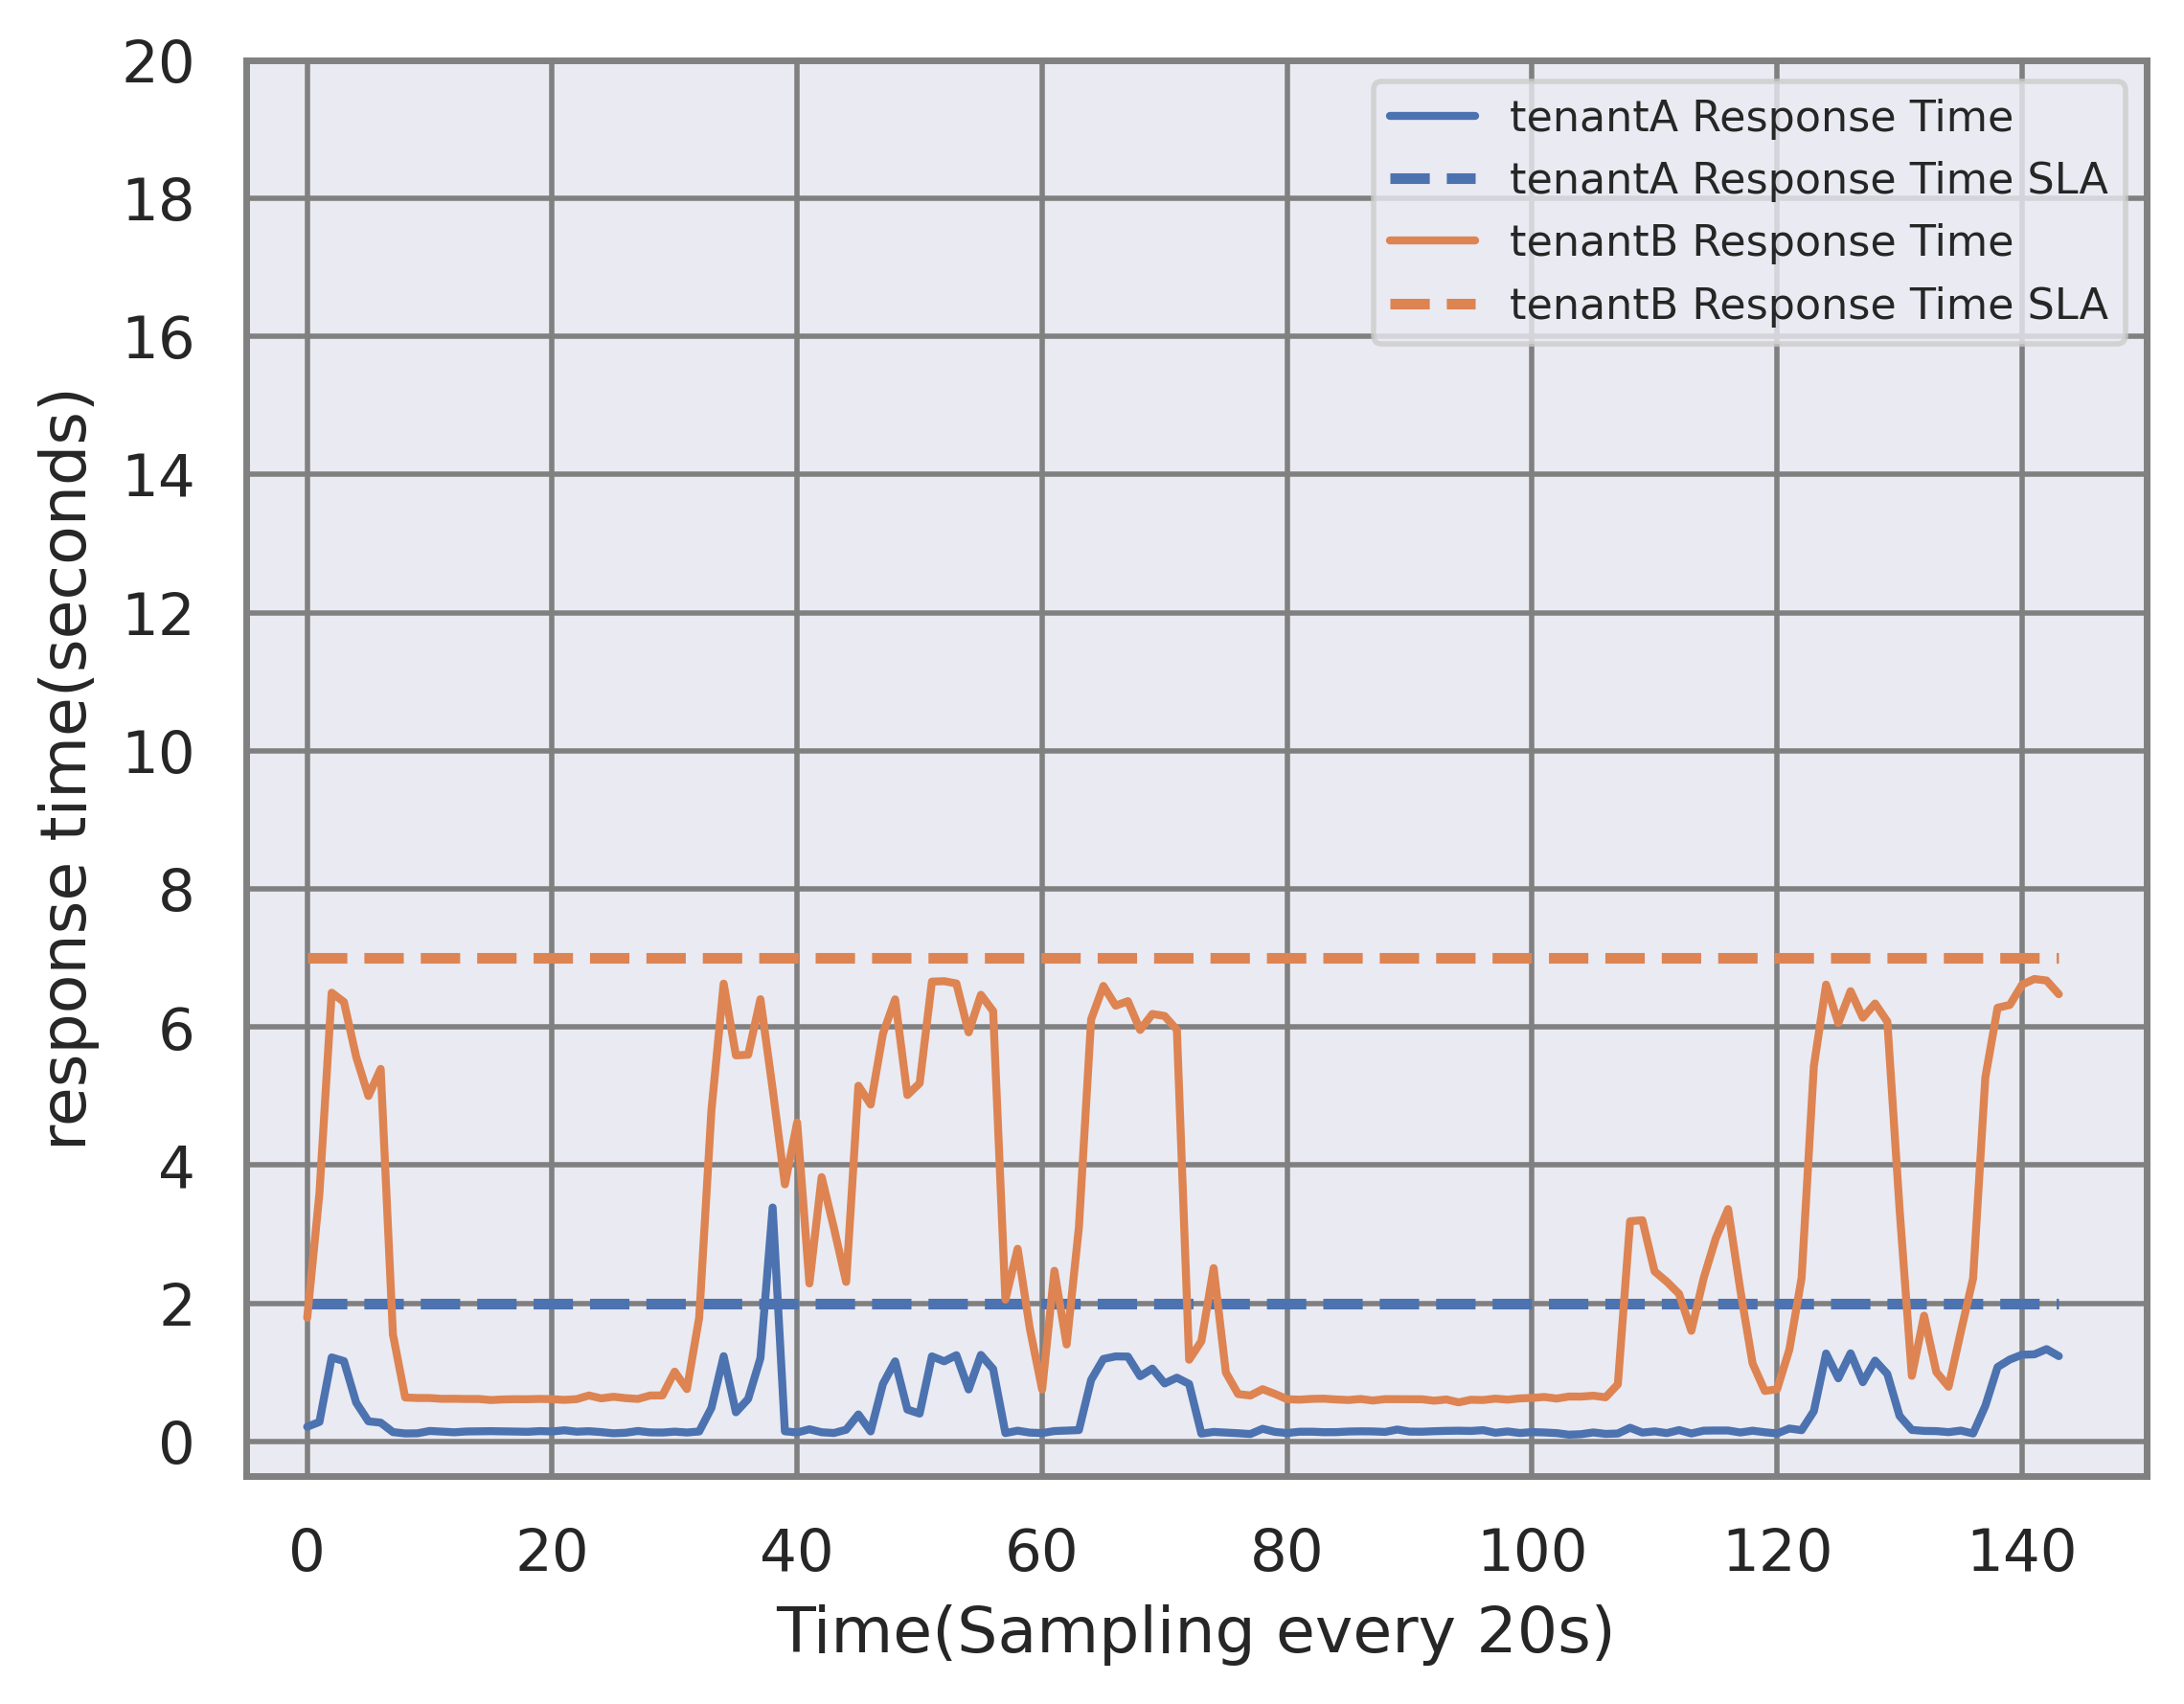 20
18
16
14
12
10
8
6
4
2
0
response time(seconds)
tenantA Response Time
tenantA Response Time SLA
tenantB Response Time
tenantB Response Time SLA
0 20 40 60 80 100 120 140
Time(Sampling every 20s)